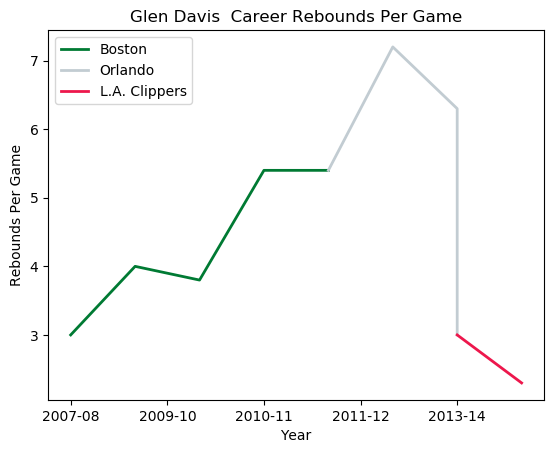 Glen Davis  Career Rebounds Per Game
Boston
Orlando
L.A. Clippers
Rebounds Per Game
7
6
5
4
3
2007-08
2009-10
2010-11
2011-12
2013-14
Year